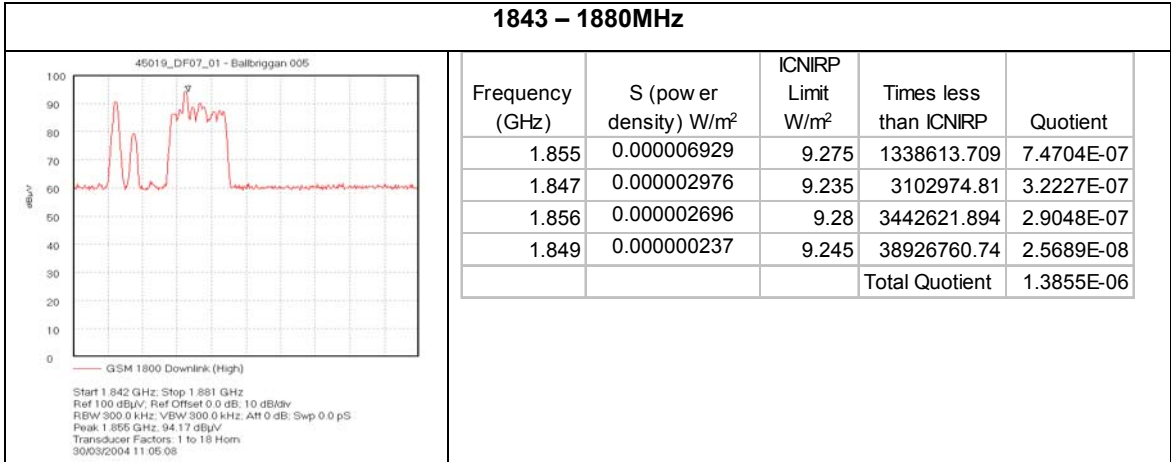 1843 – 1880MHz
45019_DF07_01 - Ballbriggan 005
100
90
80
70
60
50
40
30
20
10
0
dBµV
GSM 1800 Downlink (High)
Start 1.842 GHz; Stop 1.881 GHz
Ref 100 dBµV; Ref Offset 0.0 dB; 10 dB/div
RBW 300.0 kHz; VBW 300.0 kHz; Att 0 dB; Swp 0.0 pS
Peak 1.855 GHz, 94.17 dBµV
Transducer Factors: 1 to 18 Horn
30/03/2004 11:05:08
Frequency (GHz) S (pow er density) W/m² ICNIRP Limit W/m² Times less than ICNIRP Quotient
1.855 0.000006929 9.275 1338613.709 7.4704E-07
1.847 0.000002976 9.235 3102974.81 3.2227E-07
1.856 0.000002696 9.28 3442621.894 2.9048E-07
1.849 0.000000237 9.245 38926760.74 2.5689E-08
Total Quotient 1.3855E-06